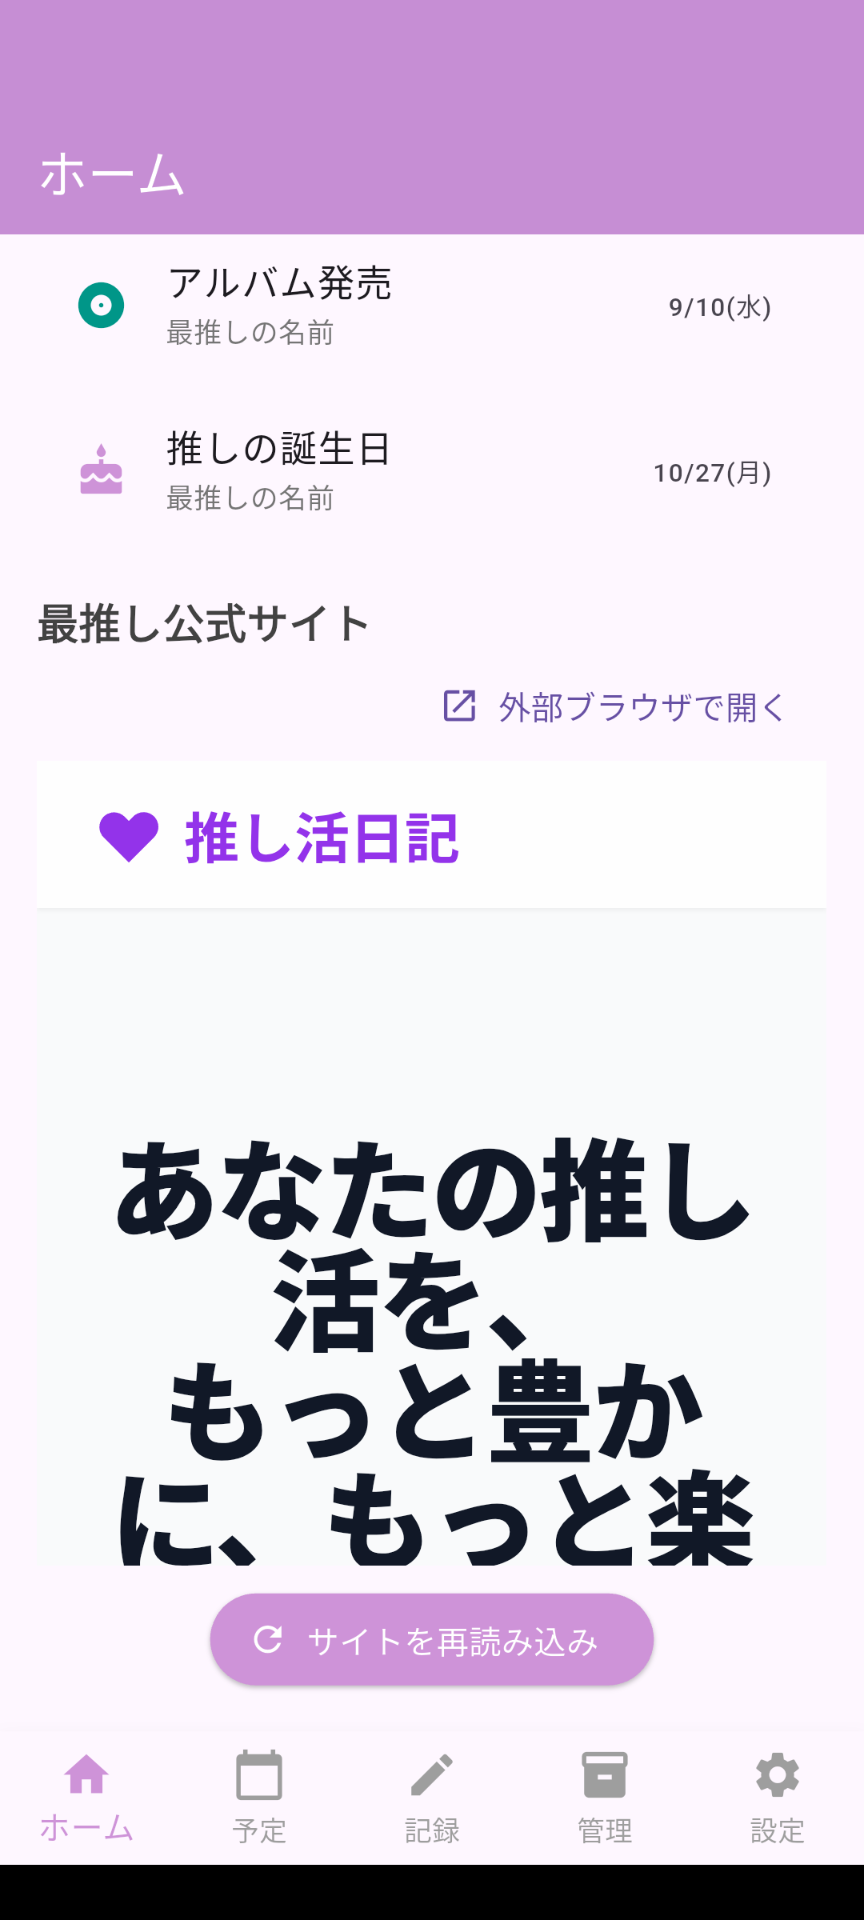 ホーム
アルバム発売
最推しの名前
9/10(水)
推しの誕生日
最推しの名前
10/27(月)
最推し公式サイト
外部ブラウザで開く
推し活日記
あなたの推し
活を、
もっと豊か
に、もっと楽
サイトを再読み込み
ホーム
予定
記録
管理
設定